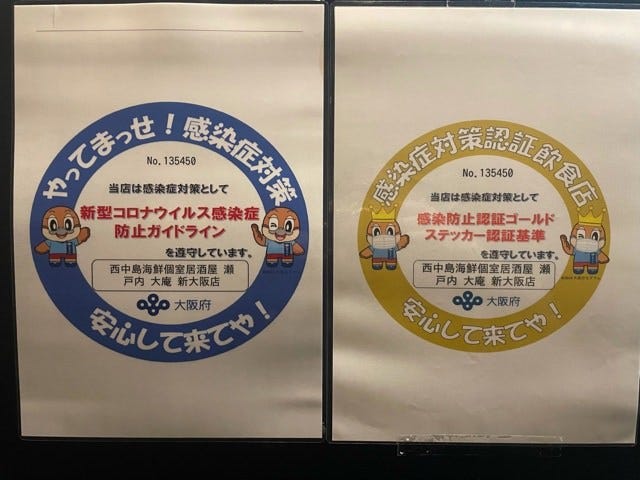 やってまっせ！感染症対策
No.135450
当店は感染症対策として
新型コロナウイルス感染症
防止ガイドライン
を遵守しています。
西中島海鮮個室居酒屋 瀬
戸内 大庵 新大阪店
大阪府
安心して来てや！
感染症対策認証飲食店
No.135450
当店は感染症対策として
感染防止認証ゴールド
ステッカー認証基準
を遵守しています。
西中島海鮮個室居酒屋 瀬
戸内 大庵 新大阪店
大阪府
安心して来てや！